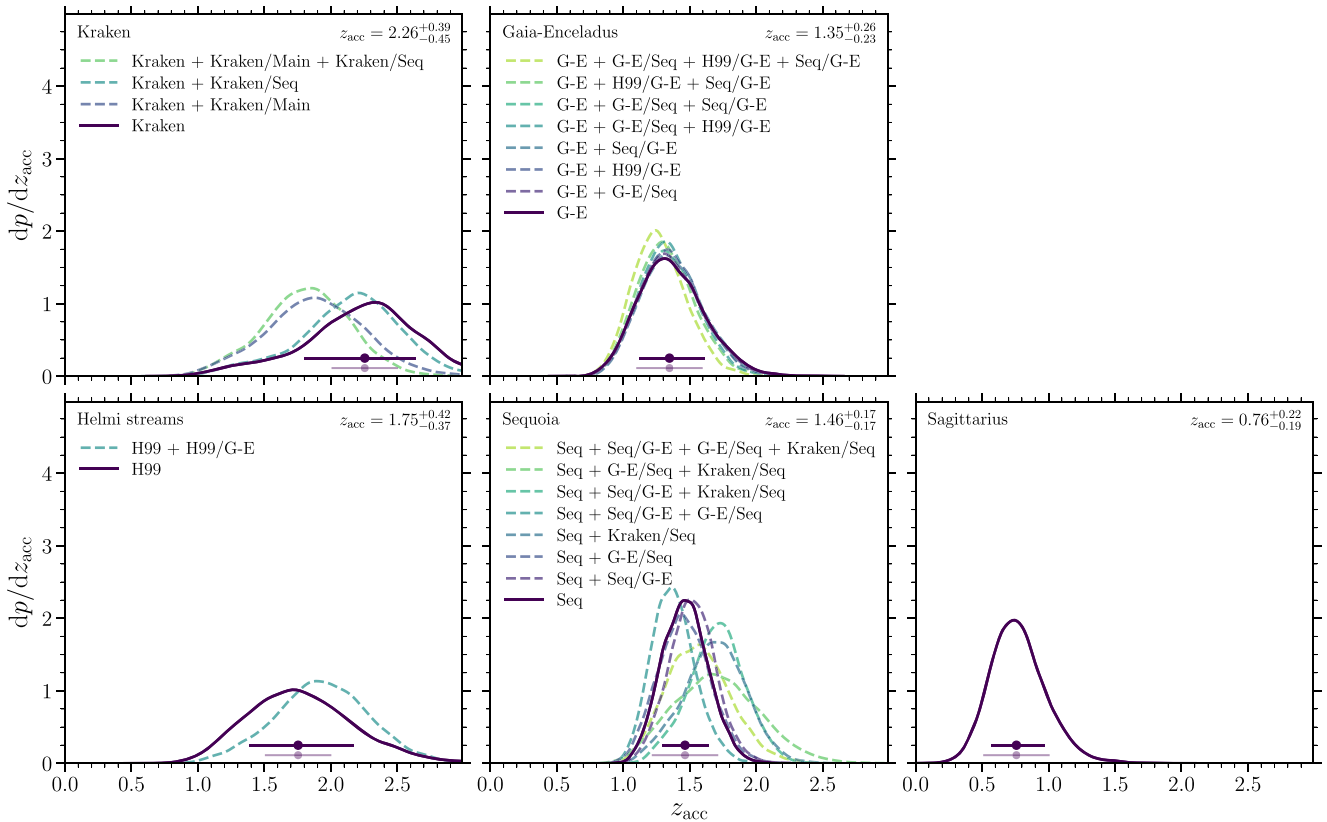 Kraken
z_acc = 2.26^{+0.39}_{-0.45}
Kraken + Kraken/Main + Kraken/Seq
Kraken + Kraken/Seq
Kraken + Kraken/Main
Kraken
dp/dz_acc
4
3
2
1
0
Gaia-Enceladus
z_acc = 1.35^{+0.26}_{-0.23}
G-E + G-E/Seq + H99/G-E + Seq/G-E
G-E + H99/G-E + Seq/G-E
G-E + G-E/Seq + Seq/G-E
G-E + G-E/Seq + H99/G-E
G-E + Seq/G-E
G-E + H99/G-E
G-E + G-E/Seq
G-E
Helmi streams
z_acc = 1.75^{+0.42}_{-0.37}
H99 + H99/G-E
H99
dp/dz_acc
4
3
2
1
0
0.0 0.5 1.0 1.5 2.0 2.5
Sequoia
z_acc = 1.46^{+0.17}_{-0.17}
Seq + Seq/G-E + G-E/Seq + Kraken/Seq
Seq + G-E/Seq + Kraken/Seq
Seq + Seq/G-E + Kraken/Seq
Seq + Seq/G-E + G-E/Seq
Seq + Kraken/Seq
Seq + G-E/Seq
Seq + Seq/G-E
Seq
0.0 0.5 1.0 1.5 2.0 2.5
z_acc
Sagittarius
z_acc = 0.76^{+0.22}_{-0.19}
0.0 0.5 1.0 1.5 2.0 2.5